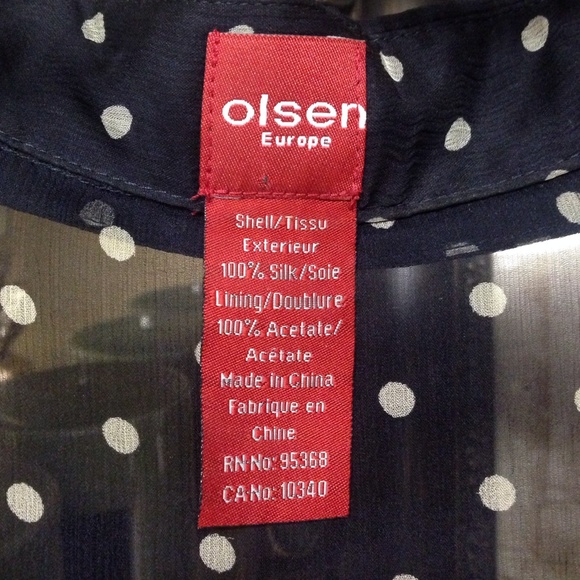 olsen
Europe
Shell/Tissu
Exterieur
100% Silk/Soie
Lining/Doublure
100% Acetate/
Acétate
Made in China
Fabrique en
Chine
RN·No: 95368
CA·No: 10340